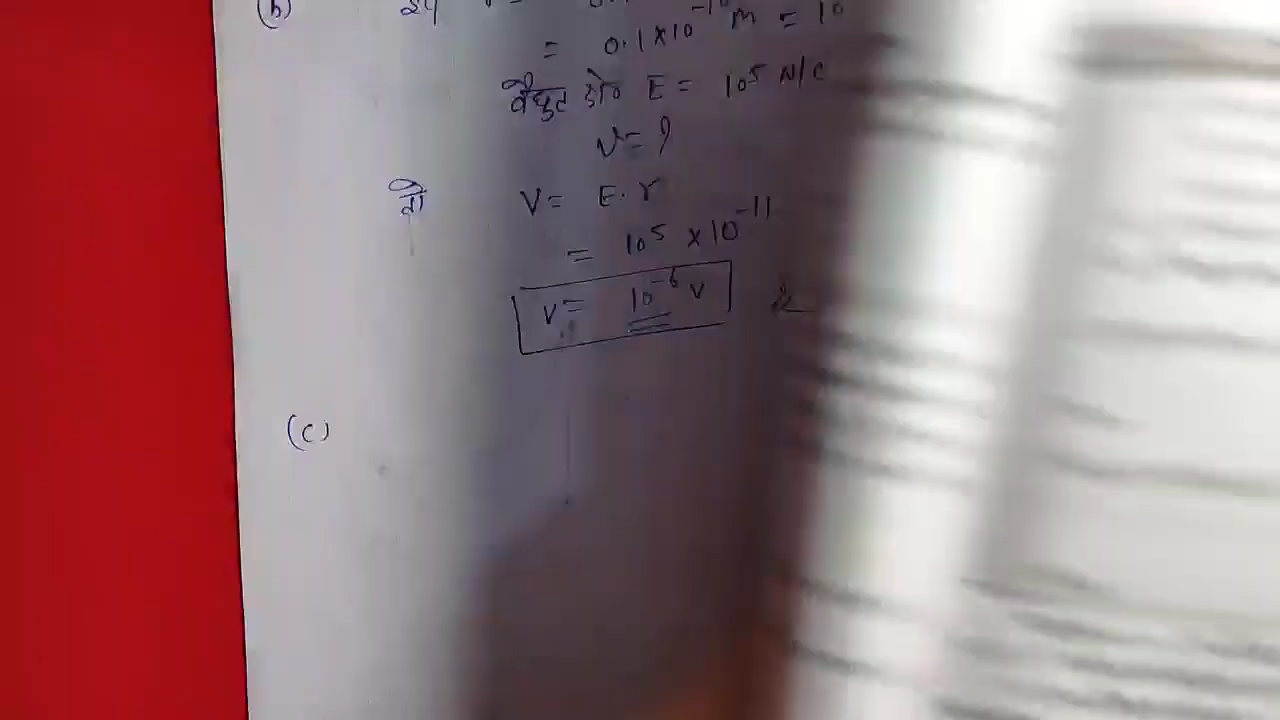 (b)
= 0.1×10⁻¹⁰ m = 10
वैद्युत क्षेत्र E = 10⁵ N/C
V = ?
तो V = E.r
= 10⁵ × 10⁻¹¹
V = 10⁻⁶ V
(c)